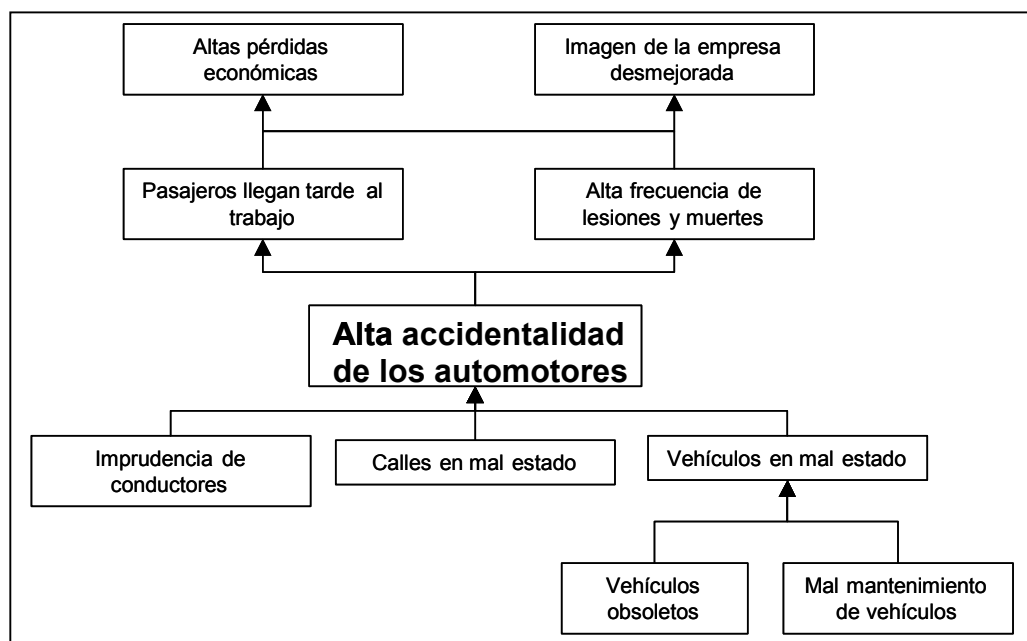 Altas pérdidas
económicas
Imagen de la empresa
desmejorada
Pasajeros llegan tarde al
trabajo
Alta frecuencia de
lesiones y muertes
Alta accidentalidad
de los automotores
Imprudencia de
conductores
Calles en mal estado
Vehículos en mal estado
Vehículos
obsoletos
Mal mantenimiento
de vehículos